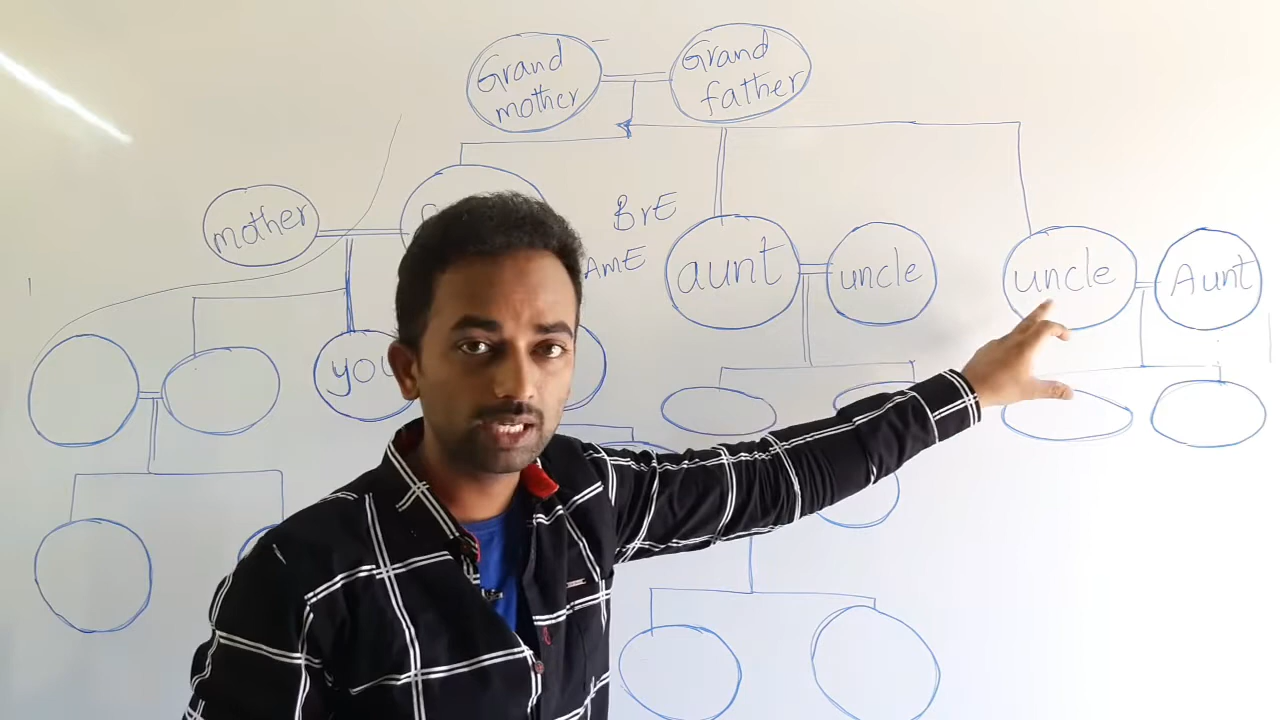 Grand
mother
Grand
father
mother
BrE
AmE
aunt
uncle
uncle
Aunt
you